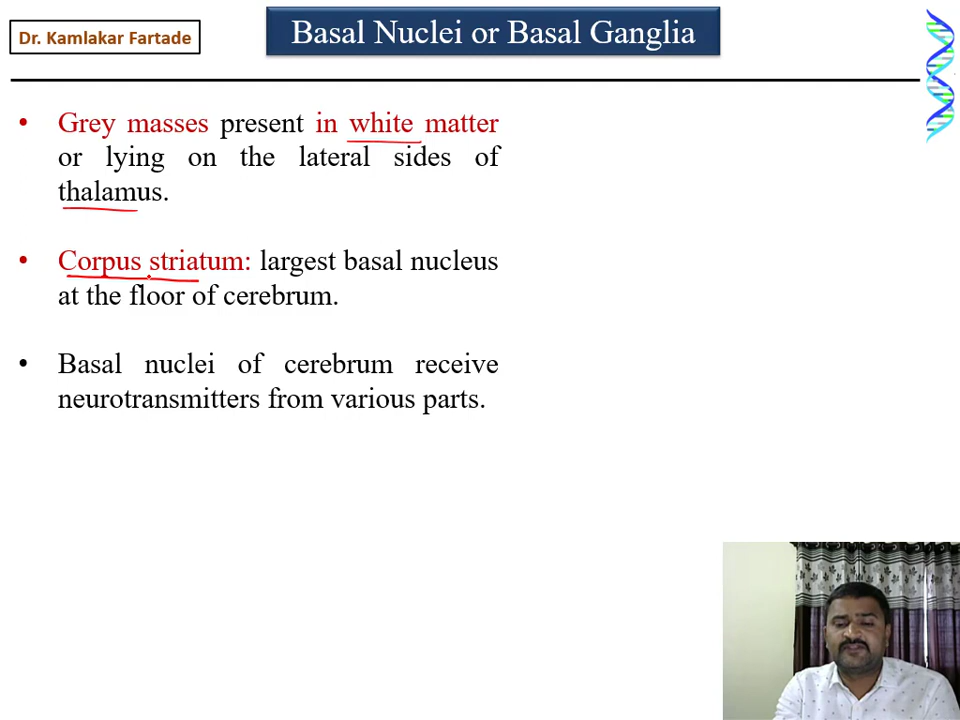 Dr. Kamlakar Fartade
Basal Nuclei or Basal Ganglia
• Grey masses present in white matter
or lying on the lateral sides of
thalamus.
• Corpus striatum: largest basal nucleus
at the floor of cerebrum.
• Basal nuclei of cerebrum receive
neurotransmitters from various parts.